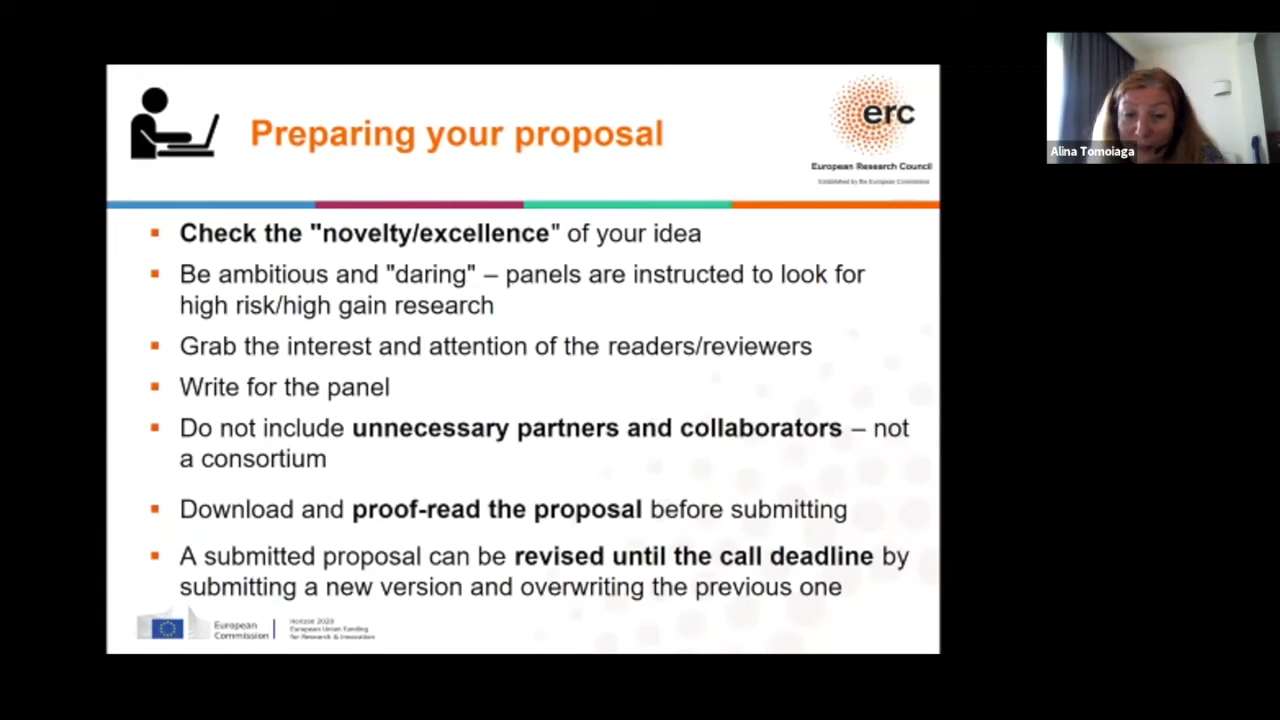 Preparing your proposal
erc
European Research Council
Established by the European Commission
Alina Tomoiaga
▪ Check the "novelty/excellence" of your idea
▪ Be ambitious and "daring" – panels are instructed to look for
high risk/high gain research
▪ Grab the interest and attention of the readers/reviewers
▪ Write for the panel
▪ Do not include unnecessary partners and collaborators – not
a consortium
▪ Download and proof-read the proposal before submitting
▪ A submitted proposal can be revised until the call deadline by
submitting a new version and overwriting the previous one
European
Commission
Horizon 2020
European Union Funding
for Research & Innovation